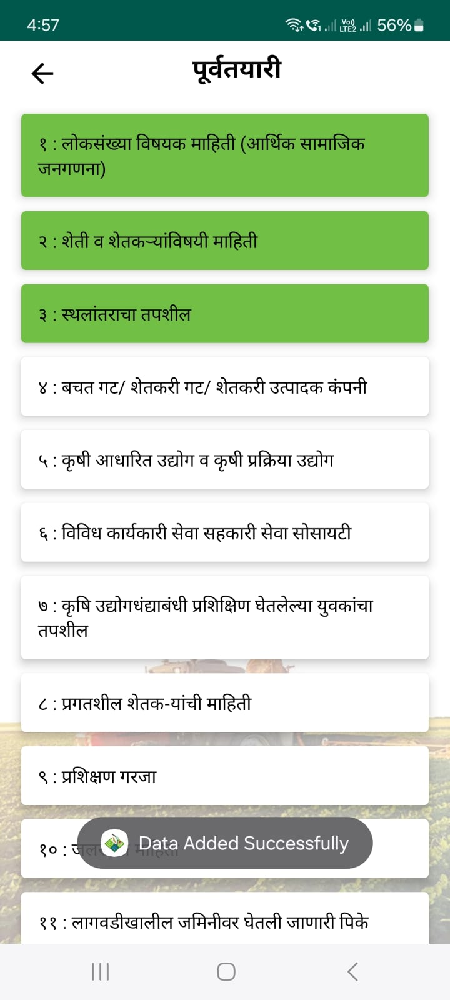 4:57
Vo))
LTE2
56%
पूर्वतयारी
१ : लोकसंख्या विषयक माहिती (आर्थिक सामाजिक
जनगणना)
२ : शेती व शेतकऱ्यांविषयी माहिती
३ : स्थलांतराचा तपशील
४ : बचत गट/ शेतकरी गट/ शेतकरी उत्पादक कंपनी
५ : कृषी आधारित उद्योग व कृषी प्रक्रिया उद्योग
६ : विविध कार्यकारी सेवा सहकारी सेवा सोसायटी
७ : कृषि उद्योगधंद्याबंधी प्रशिक्षिण घेतलेल्या युवकांचा
तपशील
८ : प्रगतशील शेतक-यांची माहिती
९ : प्रशिक्षण गरजा
१० :
Data Added Successfully
११ : लागवडीखालील जमिनीवर घेतली जाणारी पिके